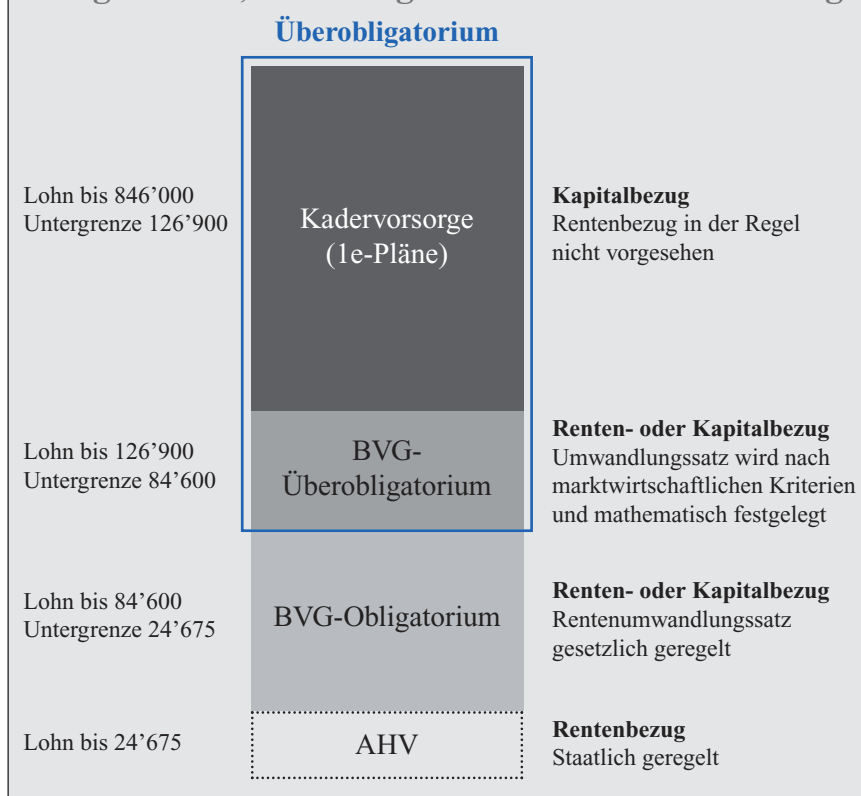 Überobligatorium
Lohn bis 846’000
Untergrenze 126’900
Kadervorsorge
(1e-Pläne)
Kapitalbezug
Rentenbezug in der Regel
nicht vorgesehen
Lohn bis 126’900
Untergrenze 84’600
BVG-
Überobligatorium
Renten- oder Kapitalbezug
Umwandlungssatz wird nach
marktwirtschaftlichen Kriterien
und mathematisch festgelegt
Lohn bis 84’600
Untergrenze 24’675
BVG-Obligatorium
Renten- oder Kapitalbezug
Rentenumwandlungssatz
gesetzlich geregelt
Lohn bis 24’675
AHV
Rentenbezug
Staatlich geregelt